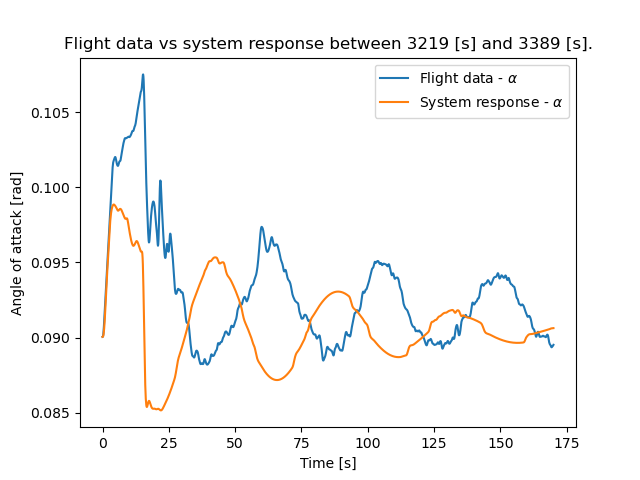 Flight data vs system response between 3219 [s] and 3389 [s].
Flight data - α
System response - α
Angle of attack [rad]
0.105
0.100
0.095
0.090
0.085
0 25 50 75 100 125 150 175
Time [s]